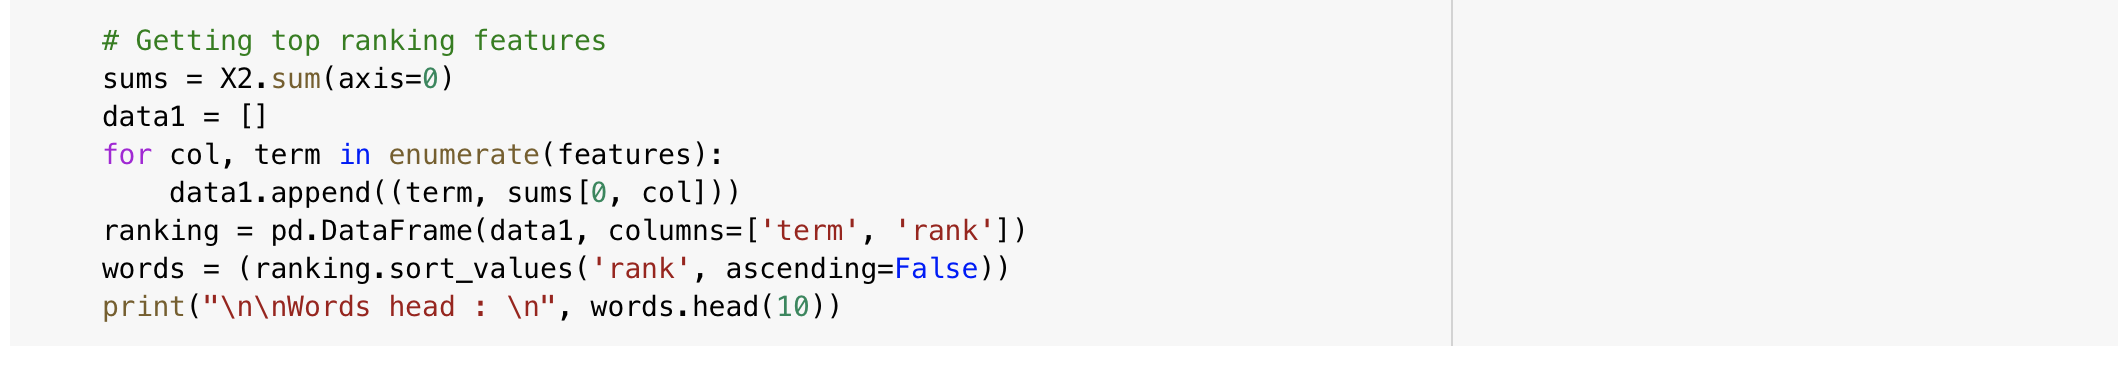 # Getting top ranking features
sums = X2.sum(axis=0)
data1 = []
for col, term in enumerate(features):
    data1.append((term, sums[0, col]))
ranking = pd.DataFrame(data1, columns=['term', 'rank'])
words = (ranking.sort_values('rank', ascending=False))
print("\n\nWords head : \n", words.head(10))